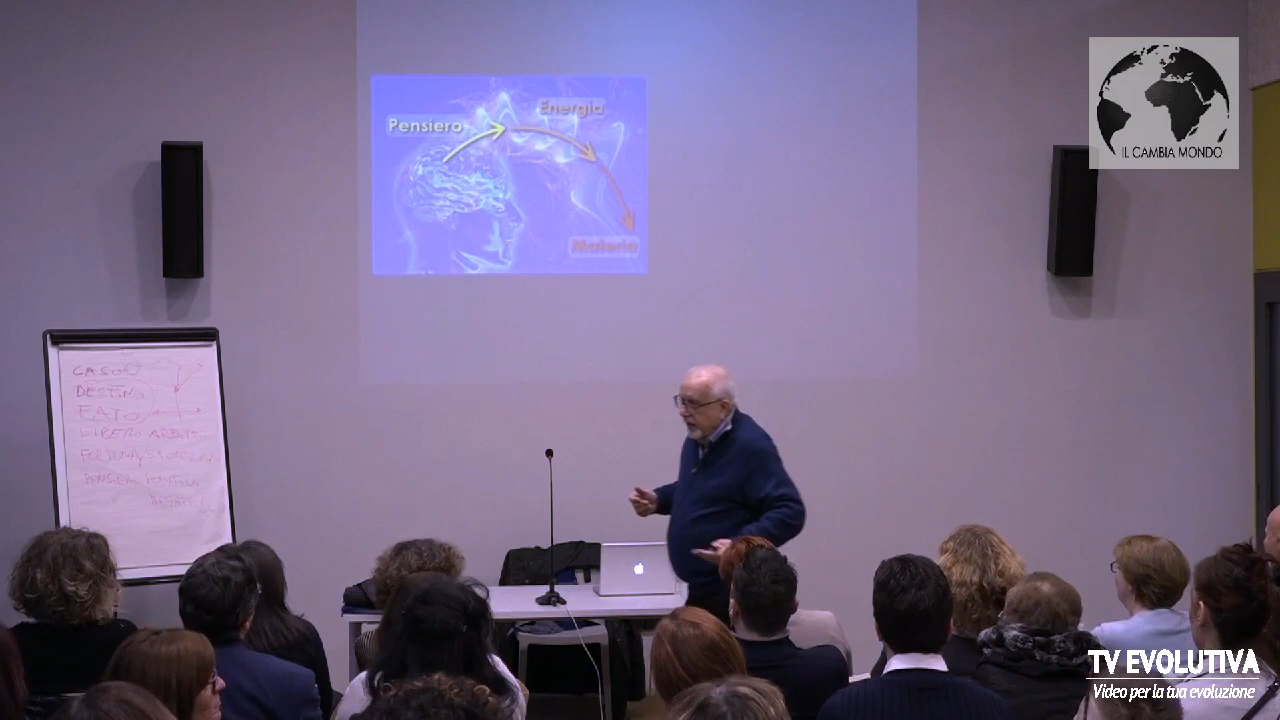 Pensiero
Energia
Materia
IL CAMBIA MONDO
CASO
DESTINO
FATO
LIBERO ARBITRIO
TV EVOLUTIVA
Video per la tua evoluzione